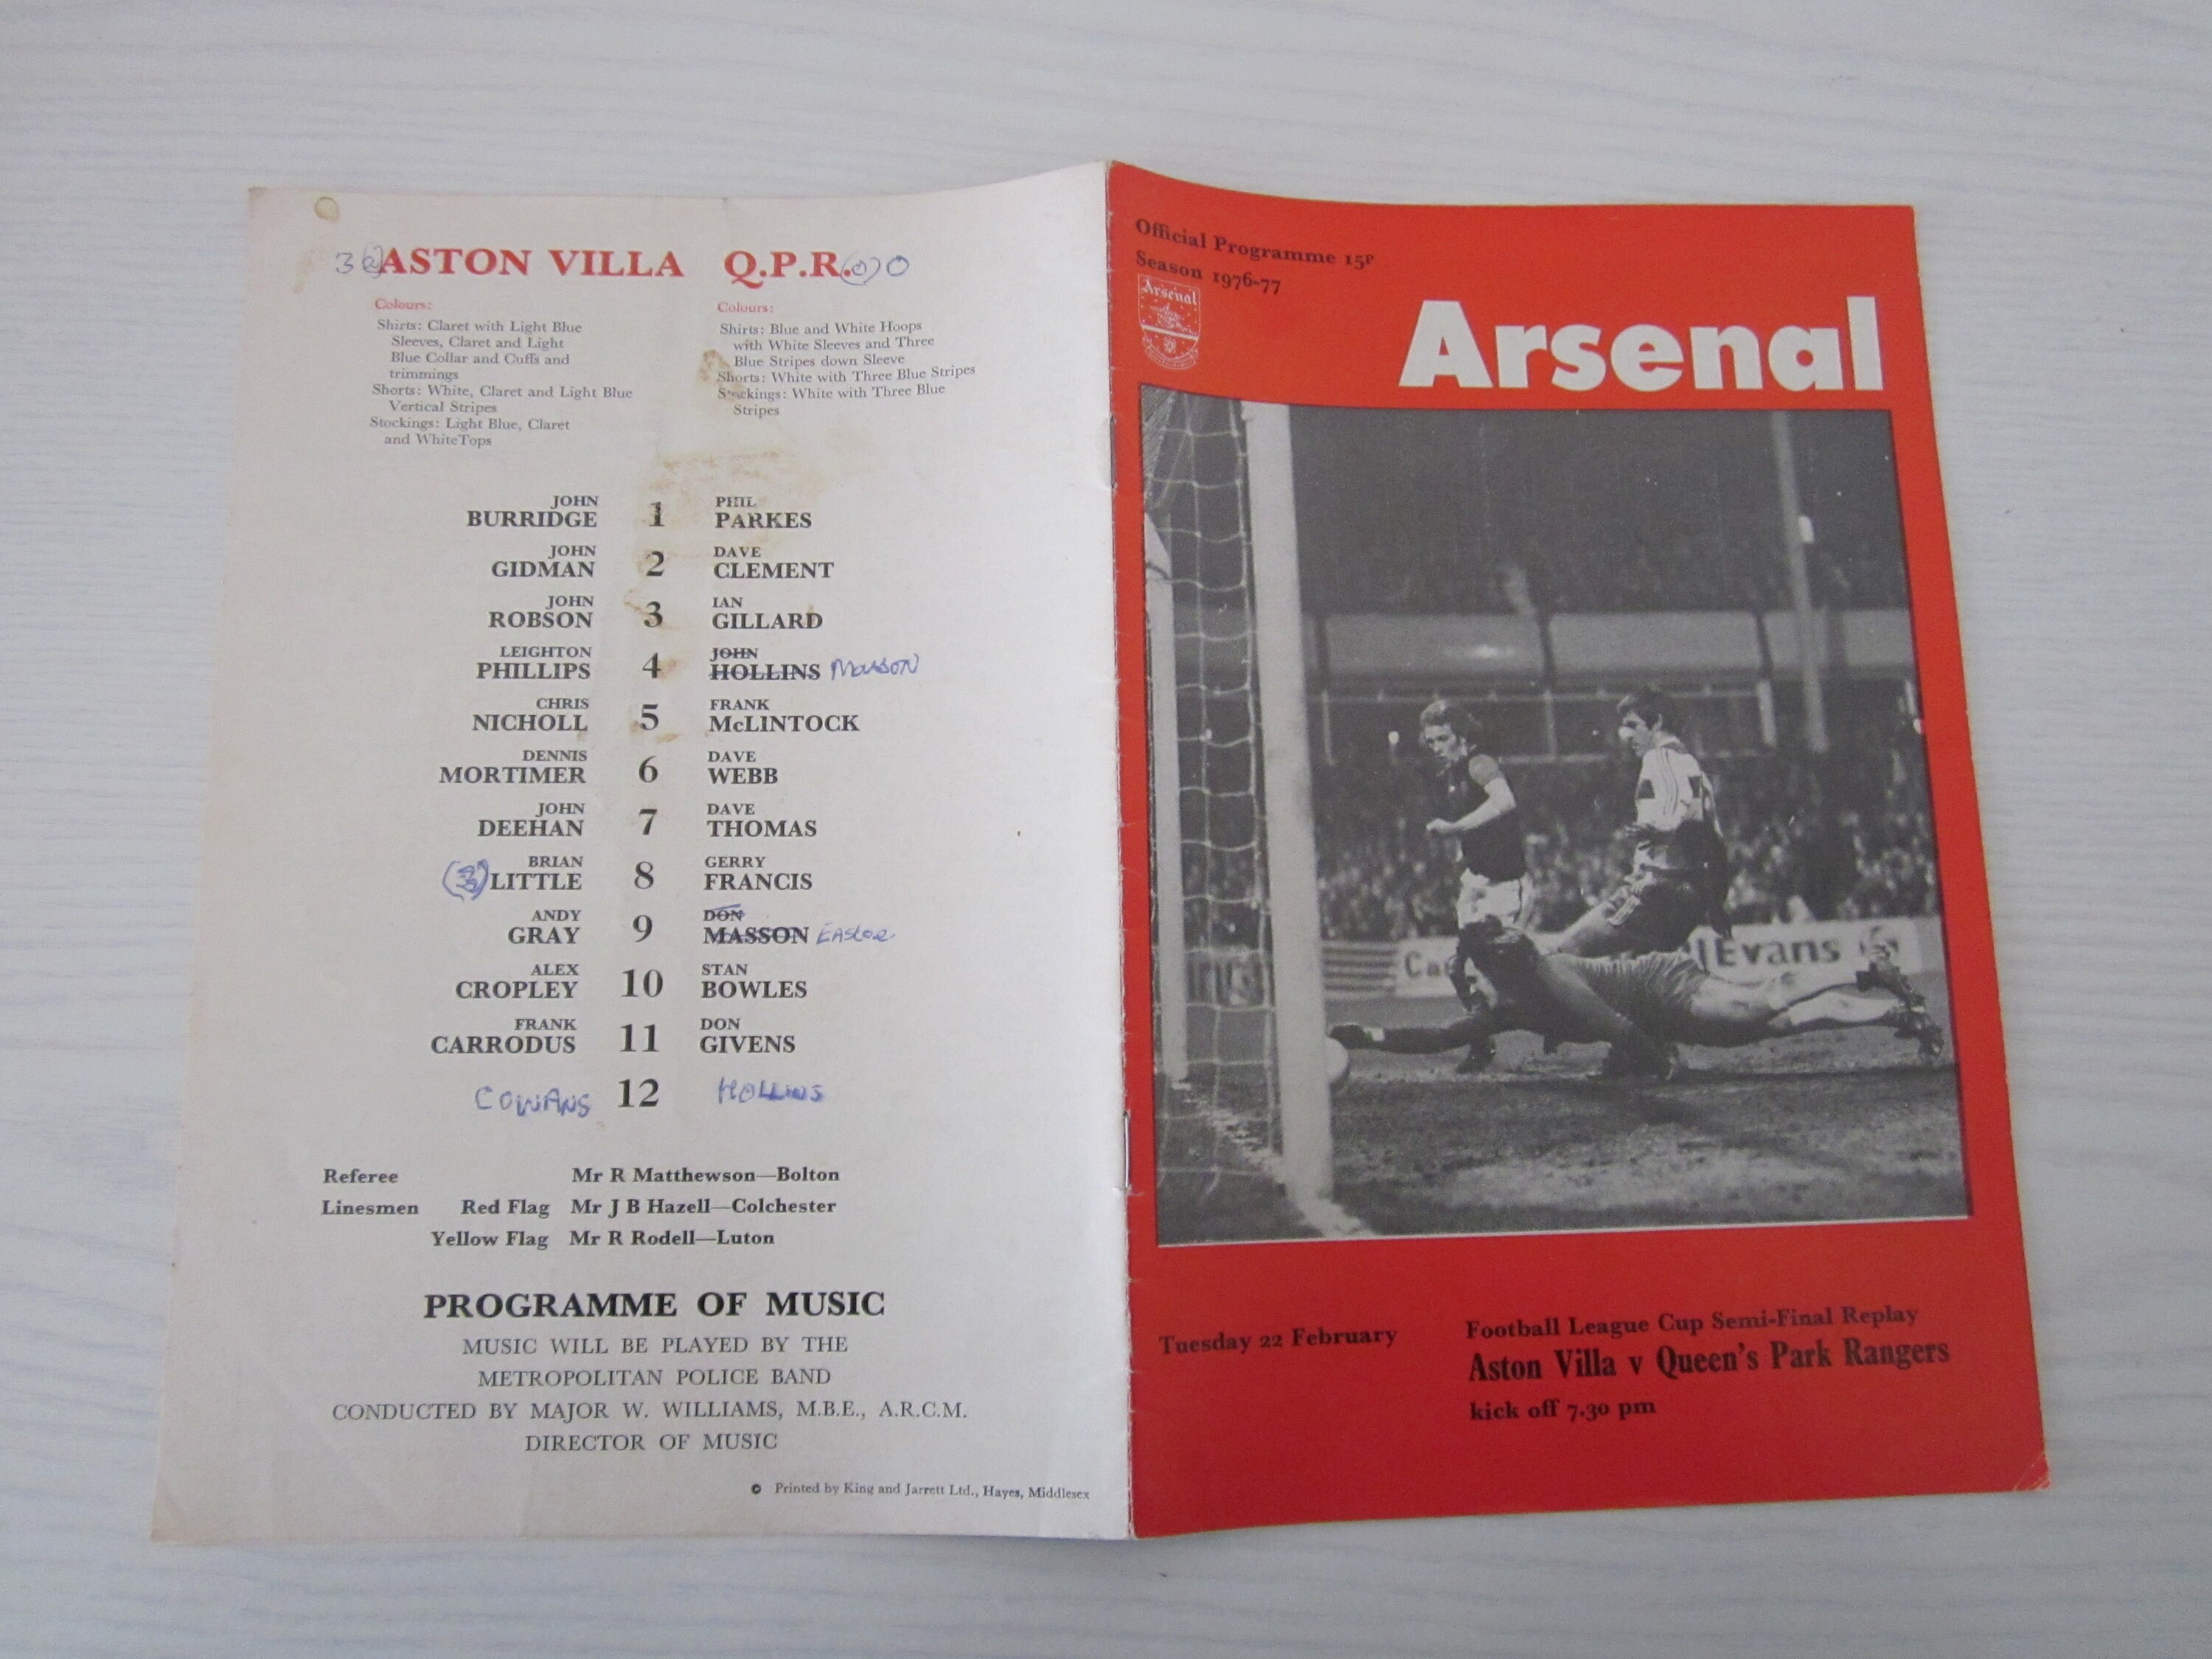 3 (2) ASTON VILLA Q.P.R. (0) 0
Colours:
Shirts: Claret with Light Blue
Sleeves, Claret and Light
Blue Collar and Cuffs and
trimmings
Shorts: White, Claret and Light Blue
Vertical Stripes
Stockings: Light Blue, Claret
and White Tops
Colours:
Shirts: Blue and White Hoops
with White Sleeves and Three
Blue Stripes down Sleeve
Shorts: White with Three Blue Stripes
Stockings: White with Three Blue
Stripes
JOHN PHIL
BURRIDGE 1 PARKES
JOHN DAVE
GIDMAN 2 CLEMENT
JOHN IAN
ROBSON 3 GILLARD
LEIGHTON JOHN
PHILLIPS 4 HOLLINS MASSON
CHRIS FRANK
NICHOLL 5 McLINTOCK
DENNIS DAVE
MORTIMER 6 WEBB
JOHN DAVE
DEEHAN 7 THOMAS
BRIAN GERRY
LITTLE 8 FRANCIS
ANDY DON
GRAY 9 MASSON EASTOE
ALEX STAN
CROPLEY 10 BOWLES
FRANK DON
CARRODUS 11 GIVENS
COWANS 12 HOLLINS
Referee Mr R Matthewson—Bolton
Linesmen Red Flag Mr J B Hazell—Colchester
Yellow Flag Mr R Rodell—Luton
PROGRAMME OF MUSIC
MUSIC WILL BE PLAYED BY THE
METROPOLITAN POLICE BAND
CONDUCTED BY MAJOR W. WILLIAMS, M.B.E., A.R.C.M.
DIRECTOR OF MUSIC
© Printed by King and Jarrett Ltd., Hayes, Middlesex
Official Programme 15P
Season 1976-77
Arsenal
Arsenal
Evans
Tuesday 22 February
Football League Cup Semi-Final Replay
Aston Villa v Queen's Park Rangers
kick off 7.30 pm